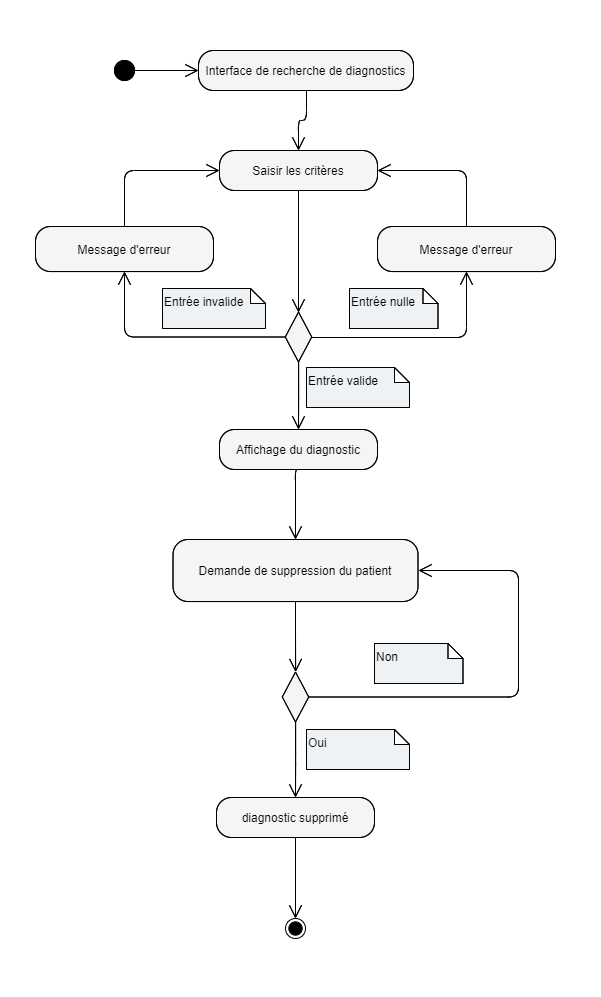 Interface de recherche de diagnostics
Saisir les critères
Message d'erreur
Message d'erreur
Entrée invalide
Entrée nulle
Entrée valide
Affichage du diagnostic
Demande de suppression du patient
Non
Oui
diagnostic supprimé